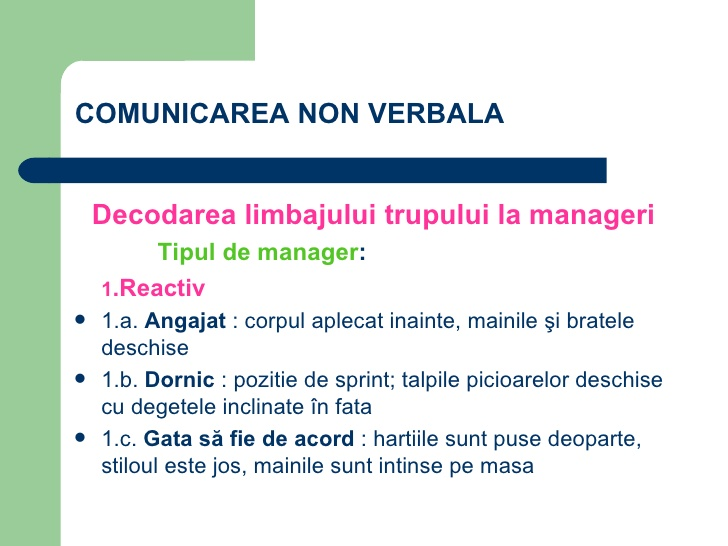 COMUNICAREA NON VERBALA
Decodarea limbajului trupului la manageri
Tipul de manager:
1.Reactiv
1.a. Angajat : corpul aplecat inainte, mainile şi bratele
deschise
1.b. Dornic : pozitie de sprint; talpile picioarelor deschise
cu degetele inclinate în fata
1.c. Gata să fie de acord : hartiile sunt puse deoparte,
stiloul este jos, mainile sunt intinse pe masa